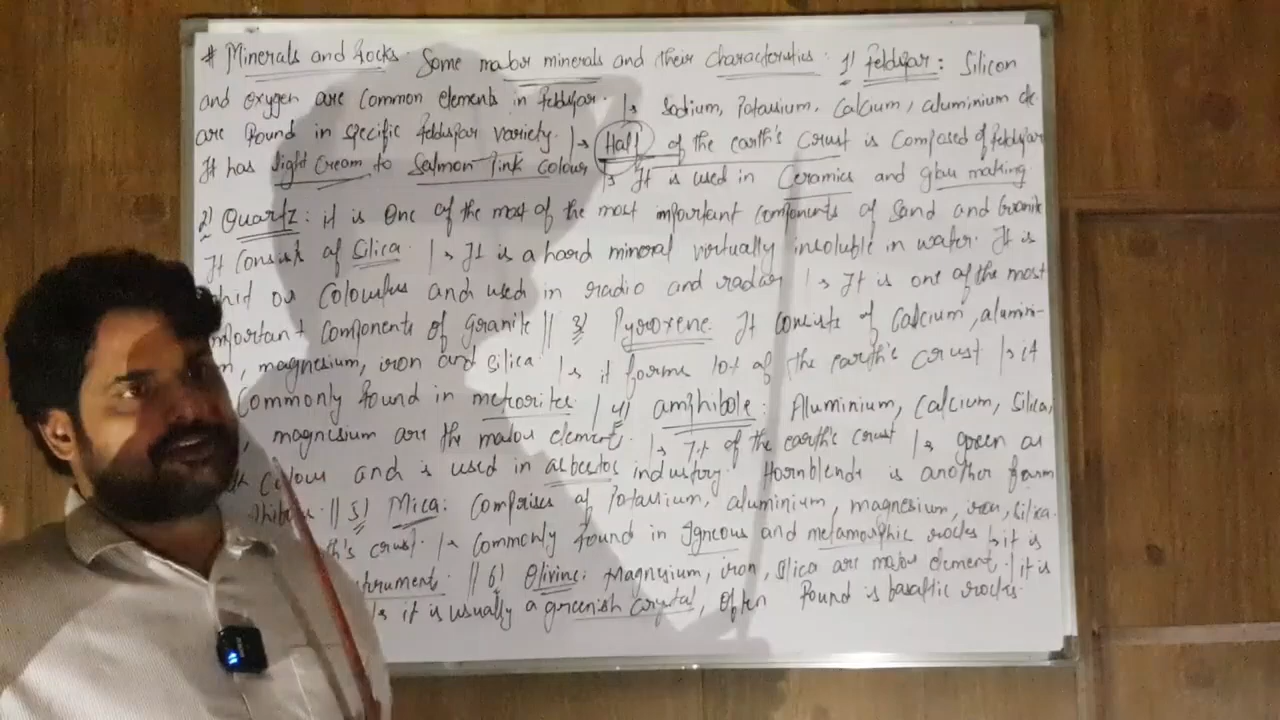 # Minerals and Rocks. Some major minerals and their characteristics: 1) Feldspar: Silicon
and oxygen are Common elements in feldspar. |→ Sodium, Potassium, Calcium, aluminium etc.
are found in specific feldspar variety. |→ Half of the earth's crust is Composed of feldspar
It has light cream to Salmon Pink colour |→ It is used in Ceramics and glass making
2) Quartz: it is One of the most of the most important components of Sand and Granite
It Consists of Silica. |→ It is a hard mineral virtually insoluble in water. It is
or Colourless and used in radio and radar |→ It is one of the most
important Components of granite || 3) Pyroxene. It consists of Calcium, alumini-
m, magnesium, iron and Silica. |→ it forms 10% of the earth's crust |→ it
Commonly found in meteorites. | 4) amphibole: Aluminium, Calcium, Silica,
, magnesium are the major element. |→ 7% of the earth's crust |→ green or
Colour and is used in asbestos industry. Hornblende is another form
|| 5) Mica: Comprises of Potassium, aluminium, magnesium, iron, Silica.
crust. |→ Commonly found in Igneous and metamorphic rocks |→ it is
|| 6) Olivine: Magnesium, iron, Silica are major element. | it is
|→ it is usually a greenish Crystal, Often found is basaltic rocks.